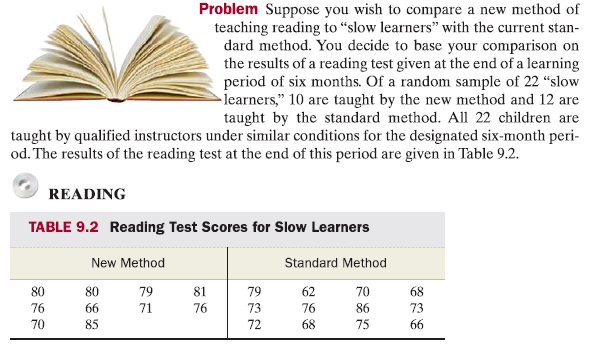 Problem Suppose you wish to compare a new method of
teaching reading to “slow learners” with the current stan-
dard method. You decide to base your comparison on
the results of a reading test given at the end of a learning
period of six months. Of a random sample of 22 “slow
learners,” 10 are taught by the new method and 12 are
taught by the standard method. All 22 children are
taught by qualified instructors under similar conditions for the designated six-month peri-
od. The results of the reading test at the end of this period are given in Table 9.2.
READING
TABLE 9.2 Reading Test Scores for Slow Learners
New Method Standard Method
80 80 79 81 79 62 70 68
76 66 71 76 73 76 86 73
70 85 72 68 75 66